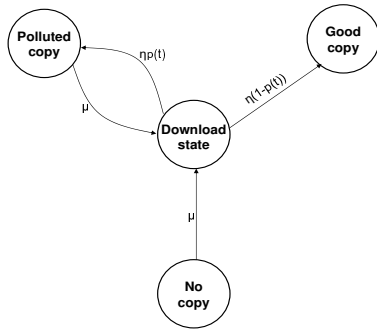 Polluted
copy
Good
copy
ηp(t)
η(1-p(t))
μ
Download
state
μ
No
copy